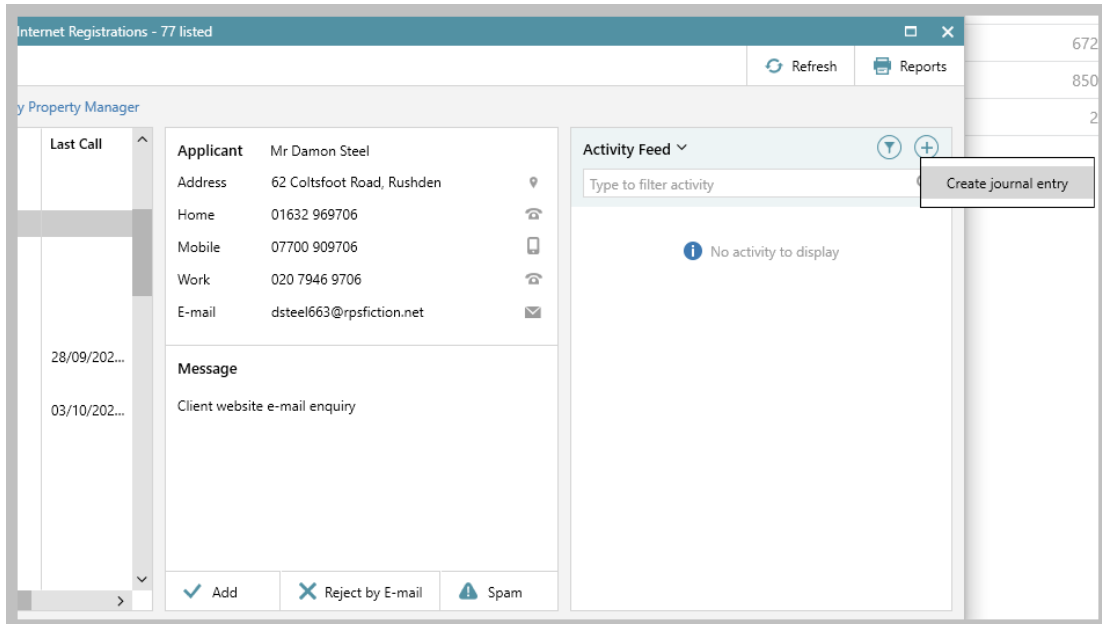 Internet Registrations - 77 listed
Refresh
Reports
y Property Manager
672
850
2
Last Call
28/09/202...
03/10/202...
Applicant Mr Damon Steel
Address 62 Coltsfoot Road, Rushden
Home 01632 969706
Mobile 07700 909706
Work 020 7946 9706
E-mail dsteel663@rpsfiction.net
Message
Client website e-mail enquiry
Add
Reject by E-mail
Spam
Activity Feed
Type to filter activity
Create journal entry
No activity to display